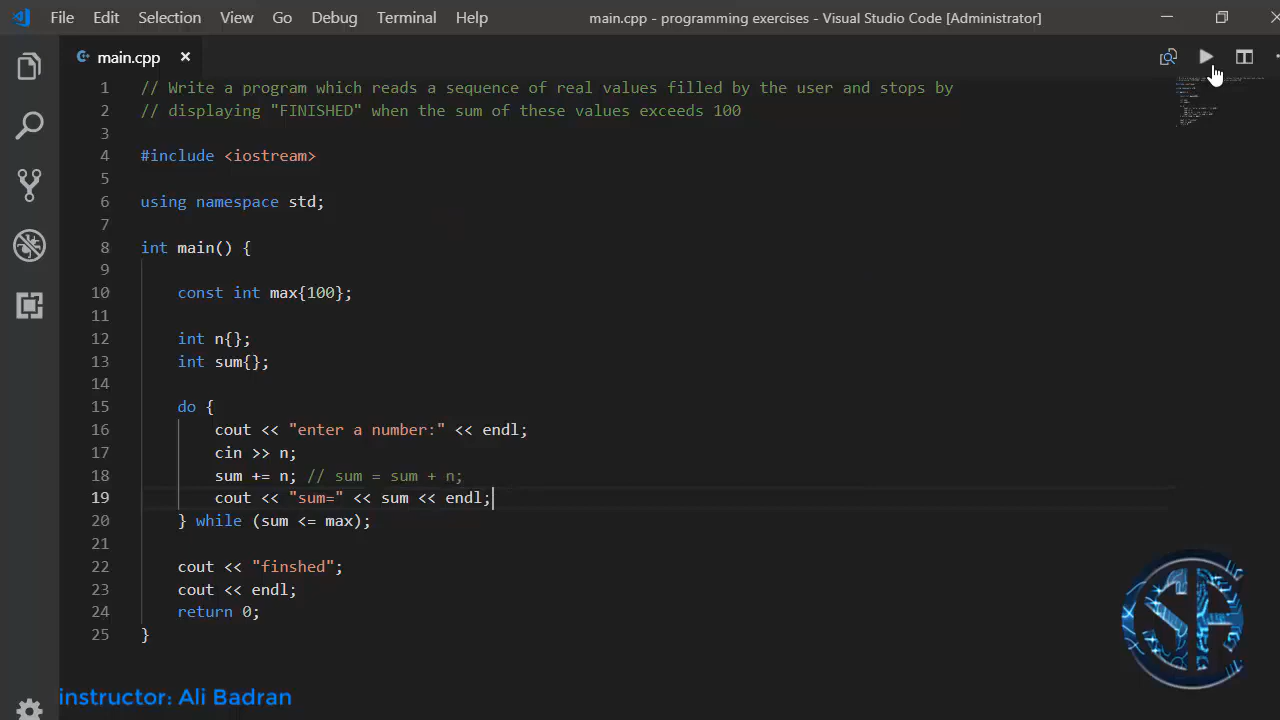 File Edit Selection View Go Debug Terminal Help main.cpp - programming exercises - Visual Studio Code [Administrator]
main.cpp
1 // Write a program which reads a sequence of real values filled by the user and stops by
2 // displaying "FINISHED" when the sum of these values exceeds 100
3
4 #include <iostream>
5
6 using namespace std;
7
8 int main() {
9
10 const int max{100};
11
12 int n{};
13 int sum{};
14
15 do {
16 cout << "enter a number:" << endl;
17 cin >> n;
18 sum += n; // sum = sum + n;
19 cout << "sum=" << sum << endl;
20 } while (sum <= max);
21
22 cout << "finshed";
23 cout << endl;
24 return 0;
25 }
instructor: Ali Badran